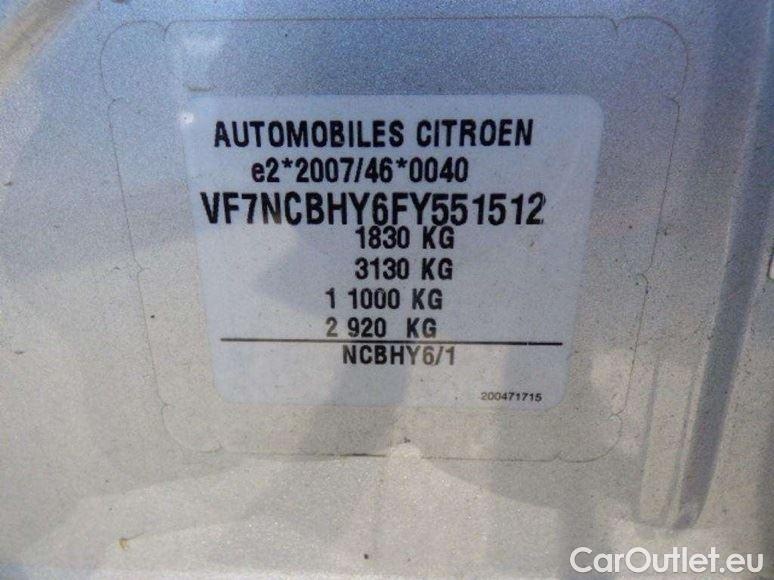 AUTOMOBILES CITROEN
e2*2007/46*0040
VF7NCBHY6FY551512
1830 KG
3130 KG
1 1000 KG
2 920 KG
NCBHY6/1
200471715
CarOutlet.eu